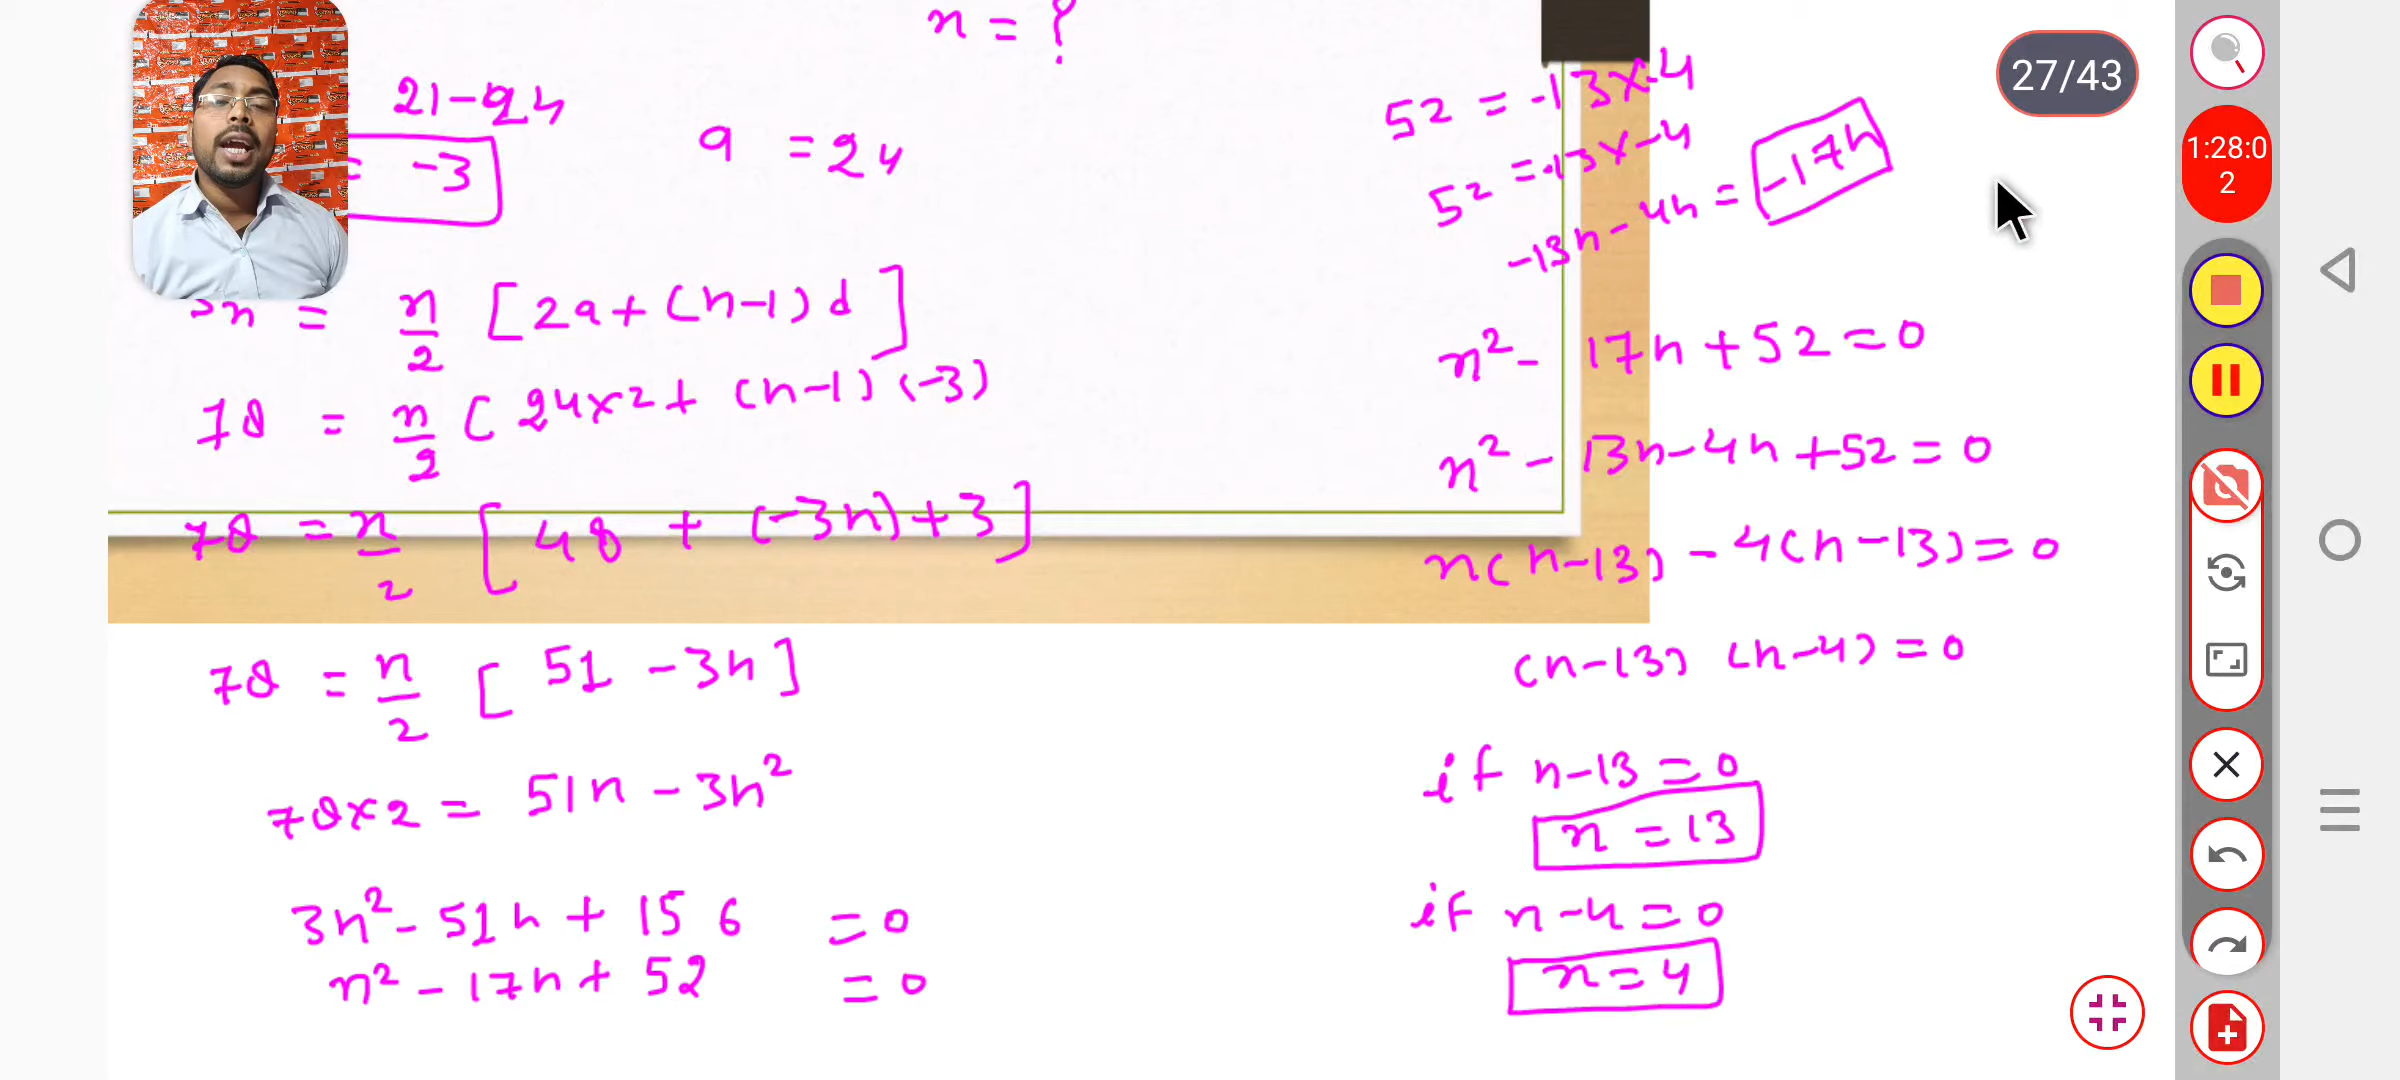 n = ?
21-24
= -3
a = 24
Sn = n/2 [2a+(n-1)d]
78 = n/2 [24×2+(n-1)(-3)
78 = n/2 [48 + (-3n)+3]
78 = n/2 [51 -3n]
78×2 = 51n - 3n²
3n² - 51n + 156 = 0
n² - 17n + 52 = 0
52 = -13×-4
52 = -13×-4
-13n - 4n = -17n
n² - 17n + 52 = 0
n² - 13n - 4n + 52 = 0
n(n-13) - 4(n-13) = 0
(n-13) (n-4) = 0
if n-13 = 0
n = 13
if n-4 = 0
n = 4
27/43
1:28:0
2